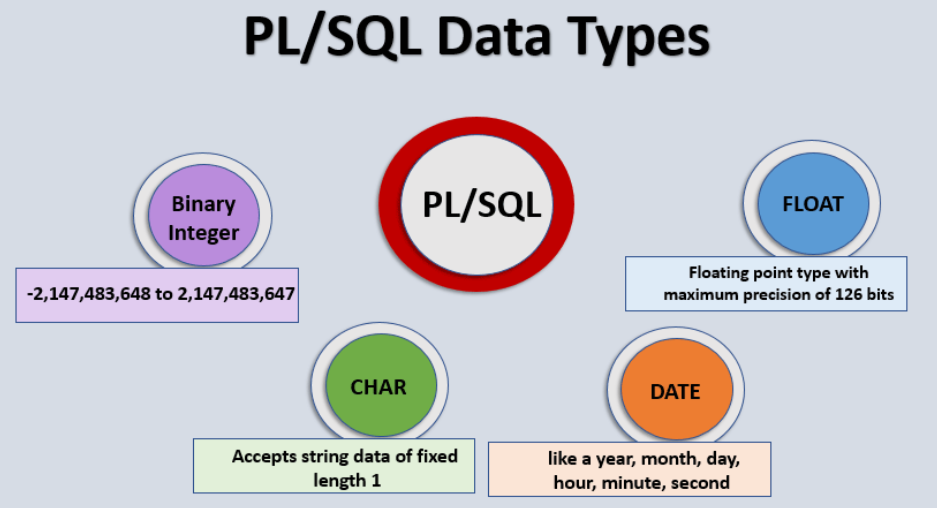 PL/SQL Data Types
Binary
Integer
-2,147,483,648 to 2,147,483,647
PL/SQL
FLOAT
Floating point type with
maximum precision of 126 bits
CHAR
Accepts string data of fixed
length 1
DATE
like a year, month, day,
hour, minute, second